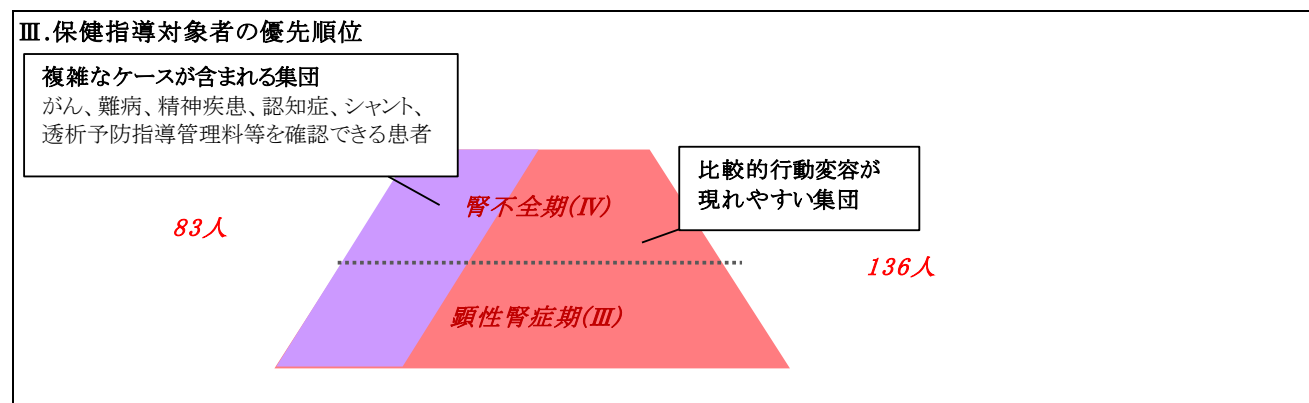 Ⅲ.保健指導対象者の優先順位
複雑なケースが含まれる集団
がん、難病、精神疾患、認知症、シャント、
透析予防指導管理料等を確認できる患者
比較的行動変容が
現れやすい集団
腎不全期(Ⅳ)
83人
136人
顕性腎症期(Ⅲ)